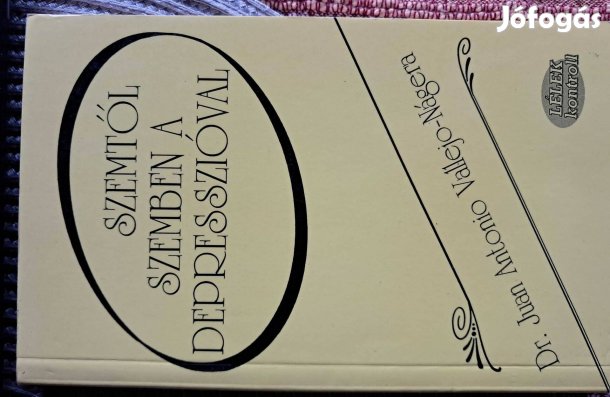 Jófogás
SZEMTŐL
SZEMBEN A
DEPRESSZIÓVAL
Dr. Juan Antonio Vallejo-Nágera
LÉLEK
kontroll